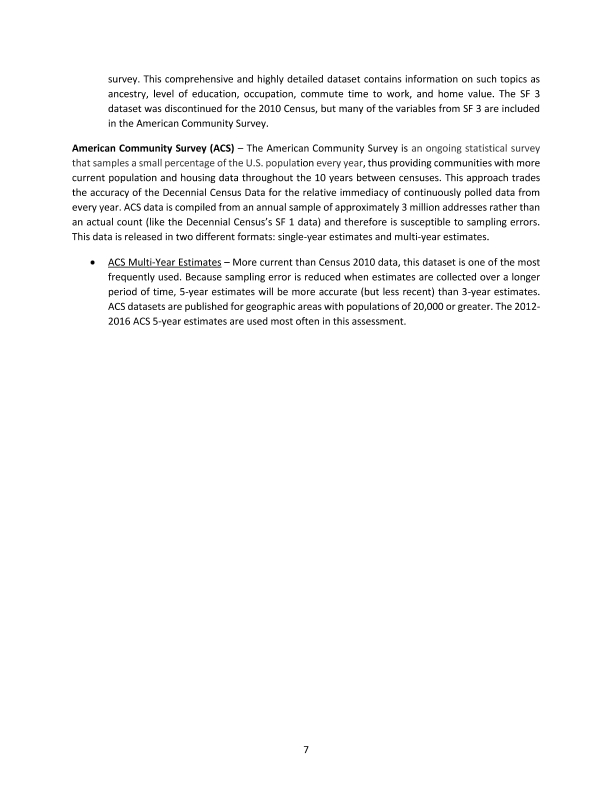 survey. This comprehensive and highly detailed dataset contains information on such topics as
ancestry, level of education, occupation, commute time to work, and home value. The SF 3
dataset was discontinued for the 2010 Census, but many of the variables from SF 3 are included
in the American Community Survey.
American Community Survey (ACS) – The American Community Survey is an ongoing statistical survey
that samples a small percentage of the U.S. population every year, thus providing communities with more
current population and housing data throughout the 10 years between censuses. This approach trades
the accuracy of the Decennial Census Data for the relative immediacy of continuously polled data from
every year. ACS data is compiled from an annual sample of approximately 3 million addresses rather than
an actual count (like the Decennial Census's SF 1 data) and therefore is susceptible to sampling errors.
This data is released in two different formats: single-year estimates and multi-year estimates.
• ACS Multi-Year Estimates – More current than Census 2010 data, this dataset is one of the most
frequently used. Because sampling error is reduced when estimates are collected over a longer
period of time, 5-year estimates will be more accurate (but less recent) than 3-year estimates.
ACS datasets are published for geographic areas with populations of 20,000 or greater. The 2012-
2016 ACS 5-year estimates are used most often in this assessment.
7